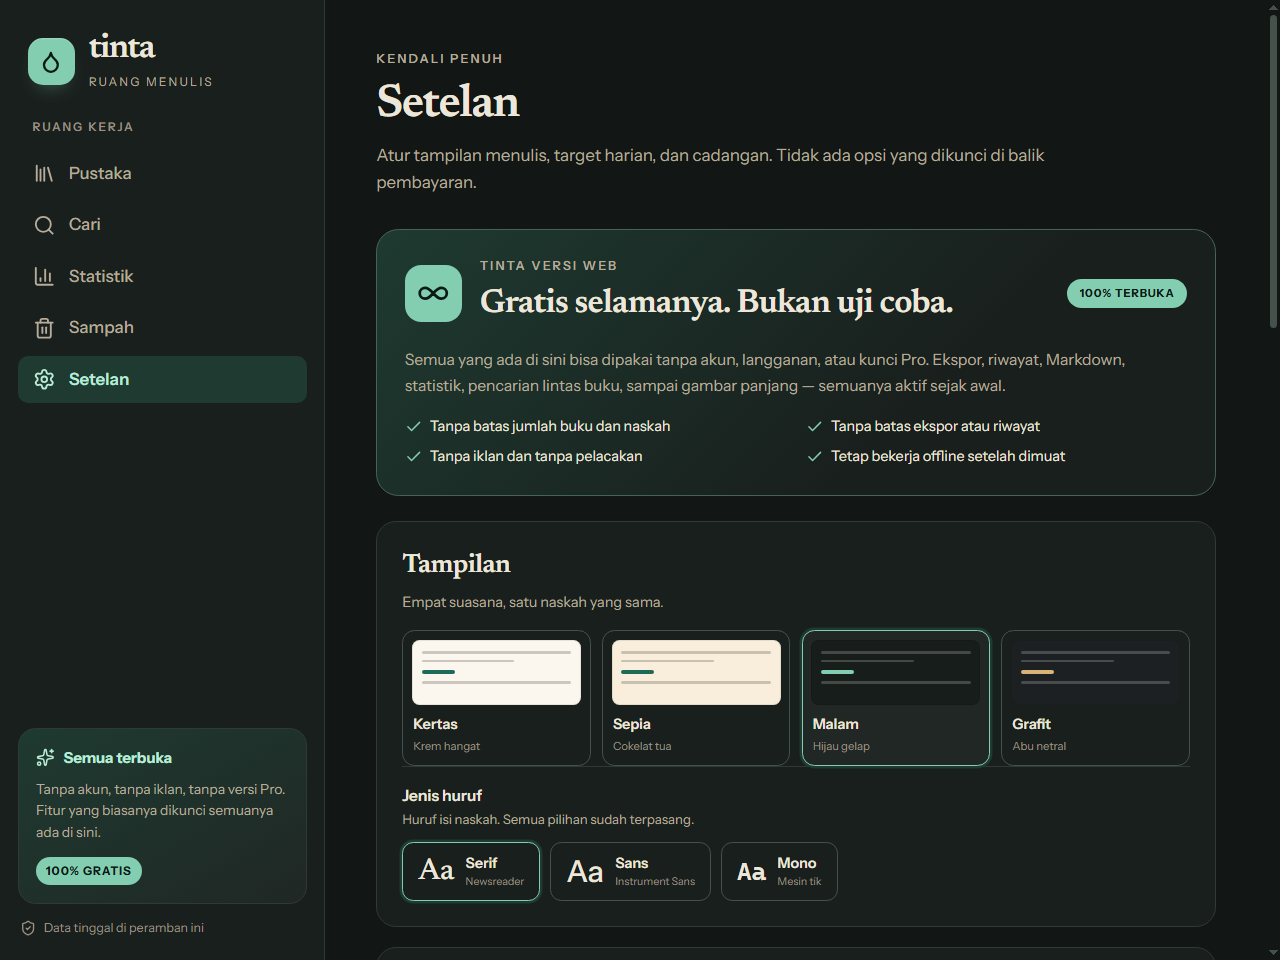 tinta
RUANG MENULIS
RUANG KERJA
Pustaka
Cari
Statistik
Sampah
Setelan
Semua terbuka
Tanpa akun, tanpa iklan, tanpa versi Pro.
Fitur yang biasanya dikunci semuanya
ada di sini.
100% GRATIS
Data tinggal di peramban ini
KENDALI PENUH
Setelan
Atur tampilan menulis, target harian, dan cadangan. Tidak ada opsi yang dikunci di balik
pembayaran.
TINTA VERSI WEB
Gratis selamanya. Bukan uji coba.
100% TERBUKA
Semua yang ada di sini bisa dipakai tanpa akun, langganan, atau kunci Pro. Ekspor, riwayat, Markdown,
statistik, pencarian lintas buku, sampai gambar panjang — semuanya aktif sejak awal.
Tanpa batas jumlah buku dan naskah
Tanpa batas ekspor atau riwayat
Tanpa iklan dan tanpa pelacakan
Tetap bekerja offline setelah dimuat
Tampilan
Empat suasana, satu naskah yang sama.
Kertas
Krem hangat
Sepia
Cokelat tua
Malam
Hijau gelap
Grafit
Abu netral
Jenis huruf
Huruf isi naskah. Semua pilihan sudah terpasang.
Aa Serif
Newsreader
Aa Sans
Instrument Sans
Aa Mono
Mesin tik